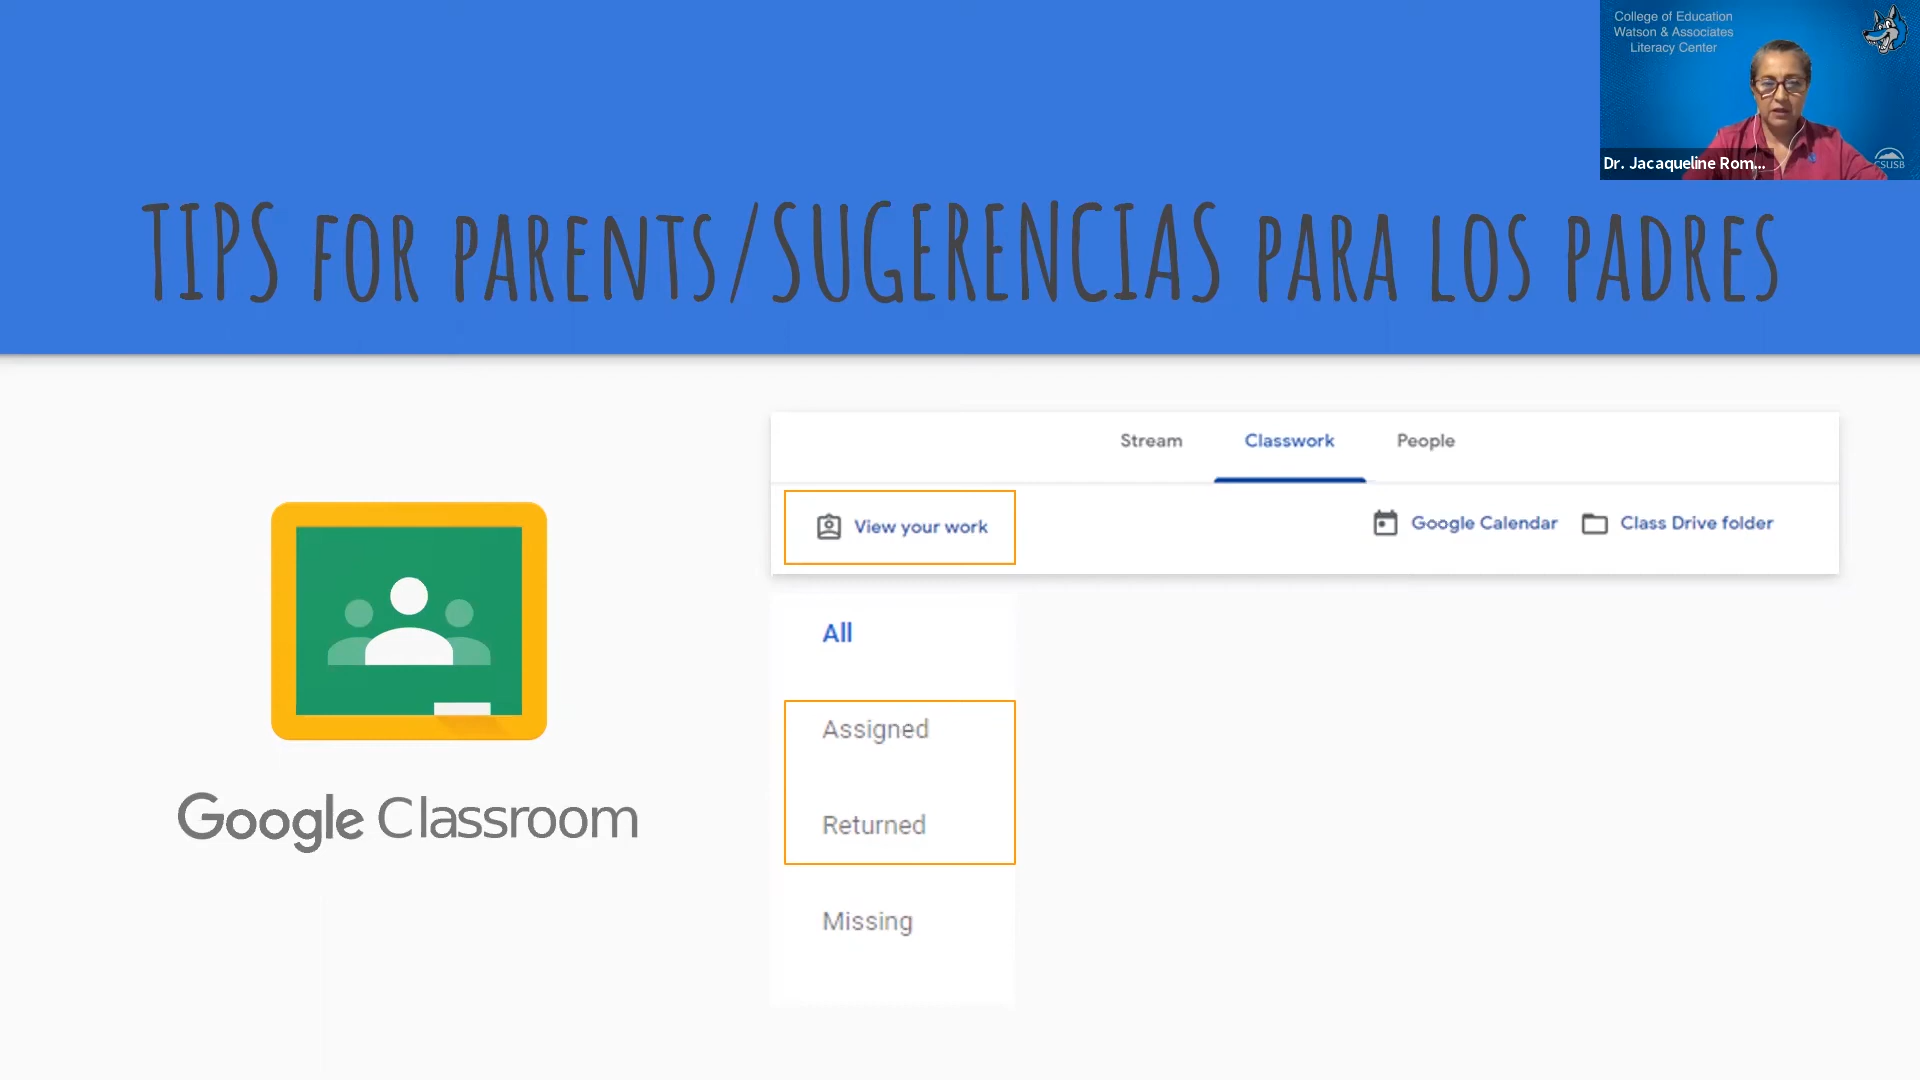 College of Education
Watson & Associates
Literacy Center
Dr. Jacaqueline Rom...
CSUSB
TIPS FOR PARENTS/SUGERENCIAS PARA LOS PADRES
Stream Classwork People
View your work Google Calendar Class Drive folder
All
Assigned
Returned
Missing
Google Classroom